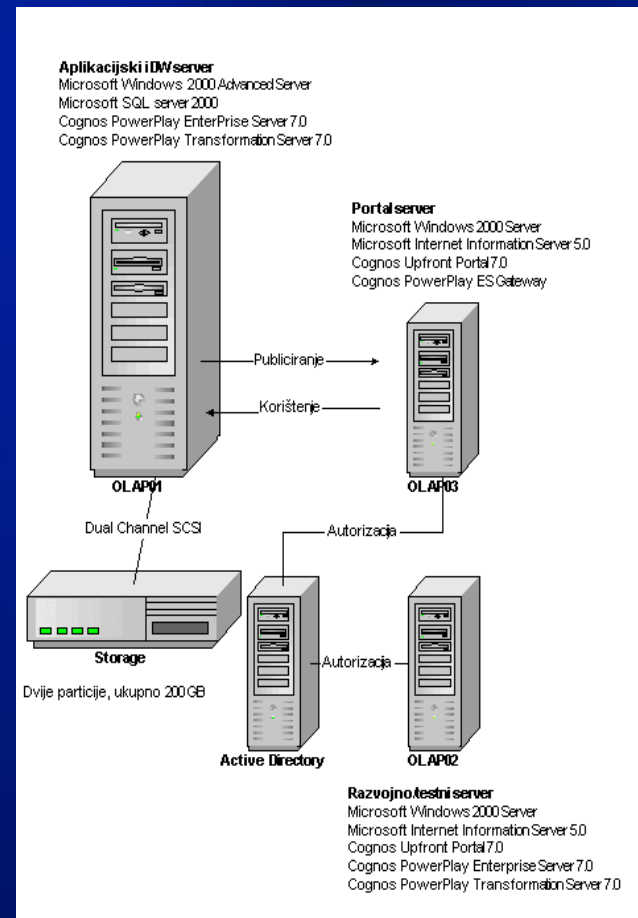 Aplikacijski i DW server
Microsoft Windows 2000 Advanced Server
Microsoft SQL server 2000
Cognos PowerPlay EnterPrise Server 7.0
Cognos PowerPlay Transformation Server 7.0
Portal server
Microsoft Windows 2000 Server
Microsoft Internet Information Server 5.0
Cognos Upfront Portal 7.0
Cognos PowerPlay ES Gateway
Publiciranje
Korištenje
OLAP01
OLAP03
Dual Channel SCSI
Autorizacija
Storage
Autorizacija
Dvije particije, ukupno 200GB
Active Directory
OLAP02
Razvojno/testni server
Microsoft Windows 2000 Server
Microsoft Internet Information Server 5.0
Cognos Upfront Portal 7.0
Cognos PowerPlay Enterprise Server 7.0
Cognos PowerPlay Transformation Server 7.0